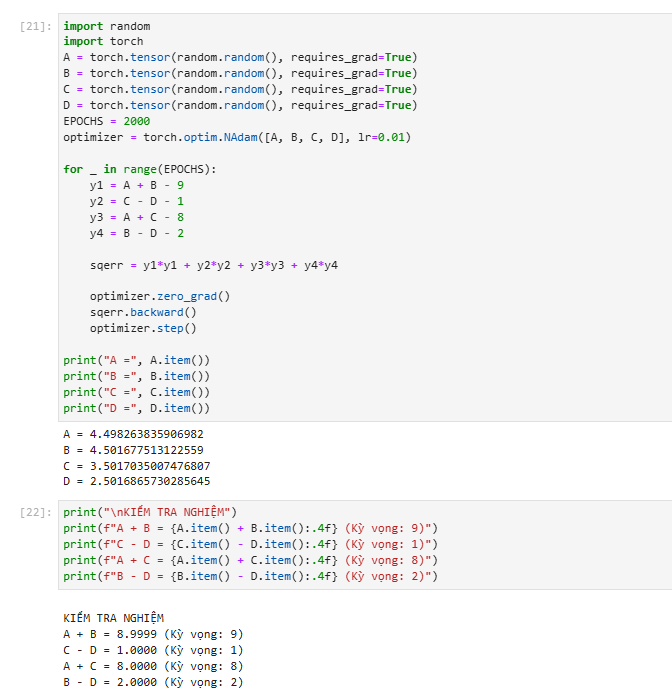 [21]: import random
import torch
A = torch.tensor(random.random(), requires_grad=True)
B = torch.tensor(random.random(), requires_grad=True)
C = torch.tensor(random.random(), requires_grad=True)
D = torch.tensor(random.random(), requires_grad=True)
EPOCHS = 2000
optimizer = torch.optim.NAdam([A, B, C, D], lr=0.01)
for _ in range(EPOCHS):
    y1 = A + B - 9
    y2 = C - D - 1
    y3 = A + C - 8
    y4 = B - D - 2
    sqerr = y1*y1 + y2*y2 + y3*y3 + y4*y4
    optimizer.zero_grad()
    sqerr.backward()
    optimizer.step()
print("A =", A.item())
print("B =", B.item())
print("C =", C.item())
print("D =", D.item())
A = 4.498263835906982
B = 4.501677513122559
C = 3.5017035007476807
D = 2.5016865730285645
[22]: print("\nKIỂM TRA NGHIỆM")
print(f"A + B = {A.item() + B.item():.4f} (Kỳ vọng: 9)")
print(f"C - D = {C.item() - D.item():.4f} (Kỳ vọng: 1)")
print(f"A + C = {A.item() + C.item():.4f} (Kỳ vọng: 8)")
print(f"B - D = {B.item() - D.item():.4f} (Kỳ vọng: 2)")
KIỂM TRA NGHIỆM
A + B = 8.9999 (Kỳ vọng: 9)
C - D = 1.0000 (Kỳ vọng: 1)
A + C = 8.0000 (Kỳ vọng: 8)
B - D = 2.0000 (Kỳ vọng: 2)